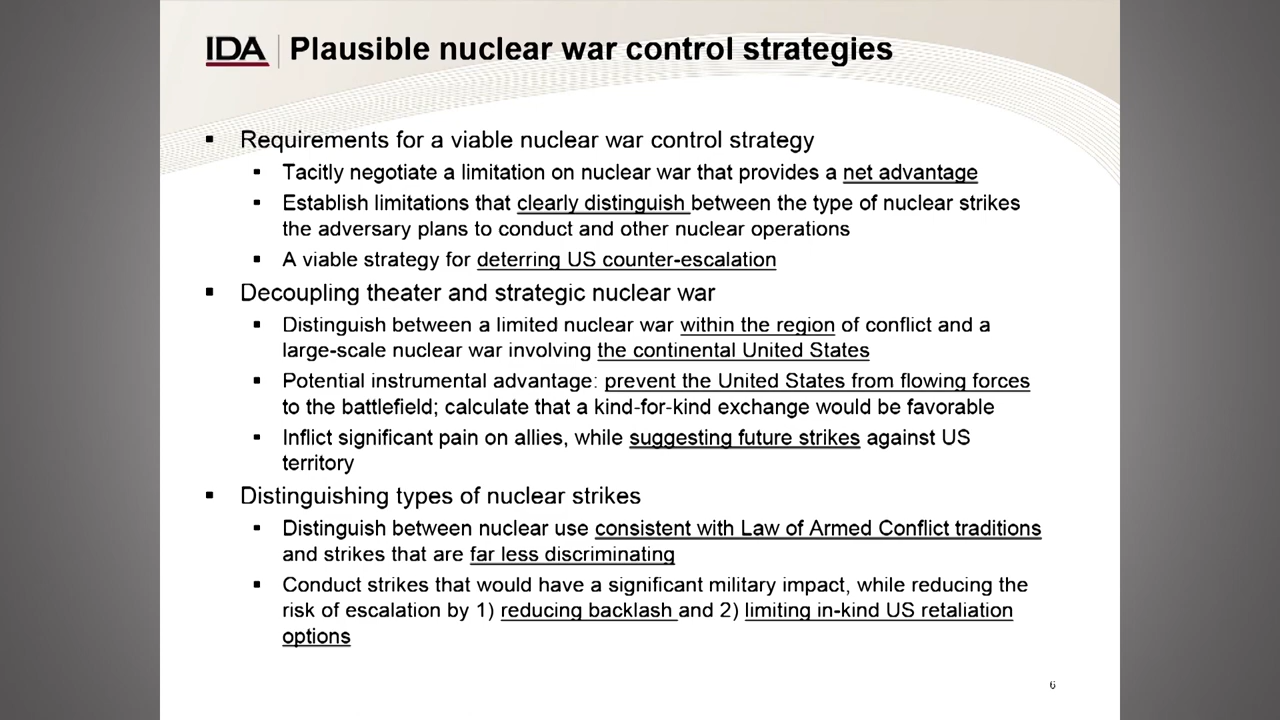 IDA
Plausible nuclear war control strategies
▪ Requirements for a viable nuclear war control strategy
▪ Tacitly negotiate a limitation on nuclear war that provides a net advantage
▪ Establish limitations that clearly distinguish between the type of nuclear strikes
the adversary plans to conduct and other nuclear operations
▪ A viable strategy for deterring US counter-escalation
▪ Decoupling theater and strategic nuclear war
▪ Distinguish between a limited nuclear war within the region of conflict and a
large-scale nuclear war involving the continental United States
▪ Potential instrumental advantage: prevent the United States from flowing forces
to the battlefield; calculate that a kind-for-kind exchange would be favorable
▪ Inflict significant pain on allies, while suggesting future strikes against US
territory
▪ Distinguishing types of nuclear strikes
▪ Distinguish between nuclear use consistent with Law of Armed Conflict traditions
and strikes that are far less discriminating
▪ Conduct strikes that would have a significant military impact, while reducing the
risk of escalation by 1) reducing backlash and 2) limiting in-kind US retaliation
options
6